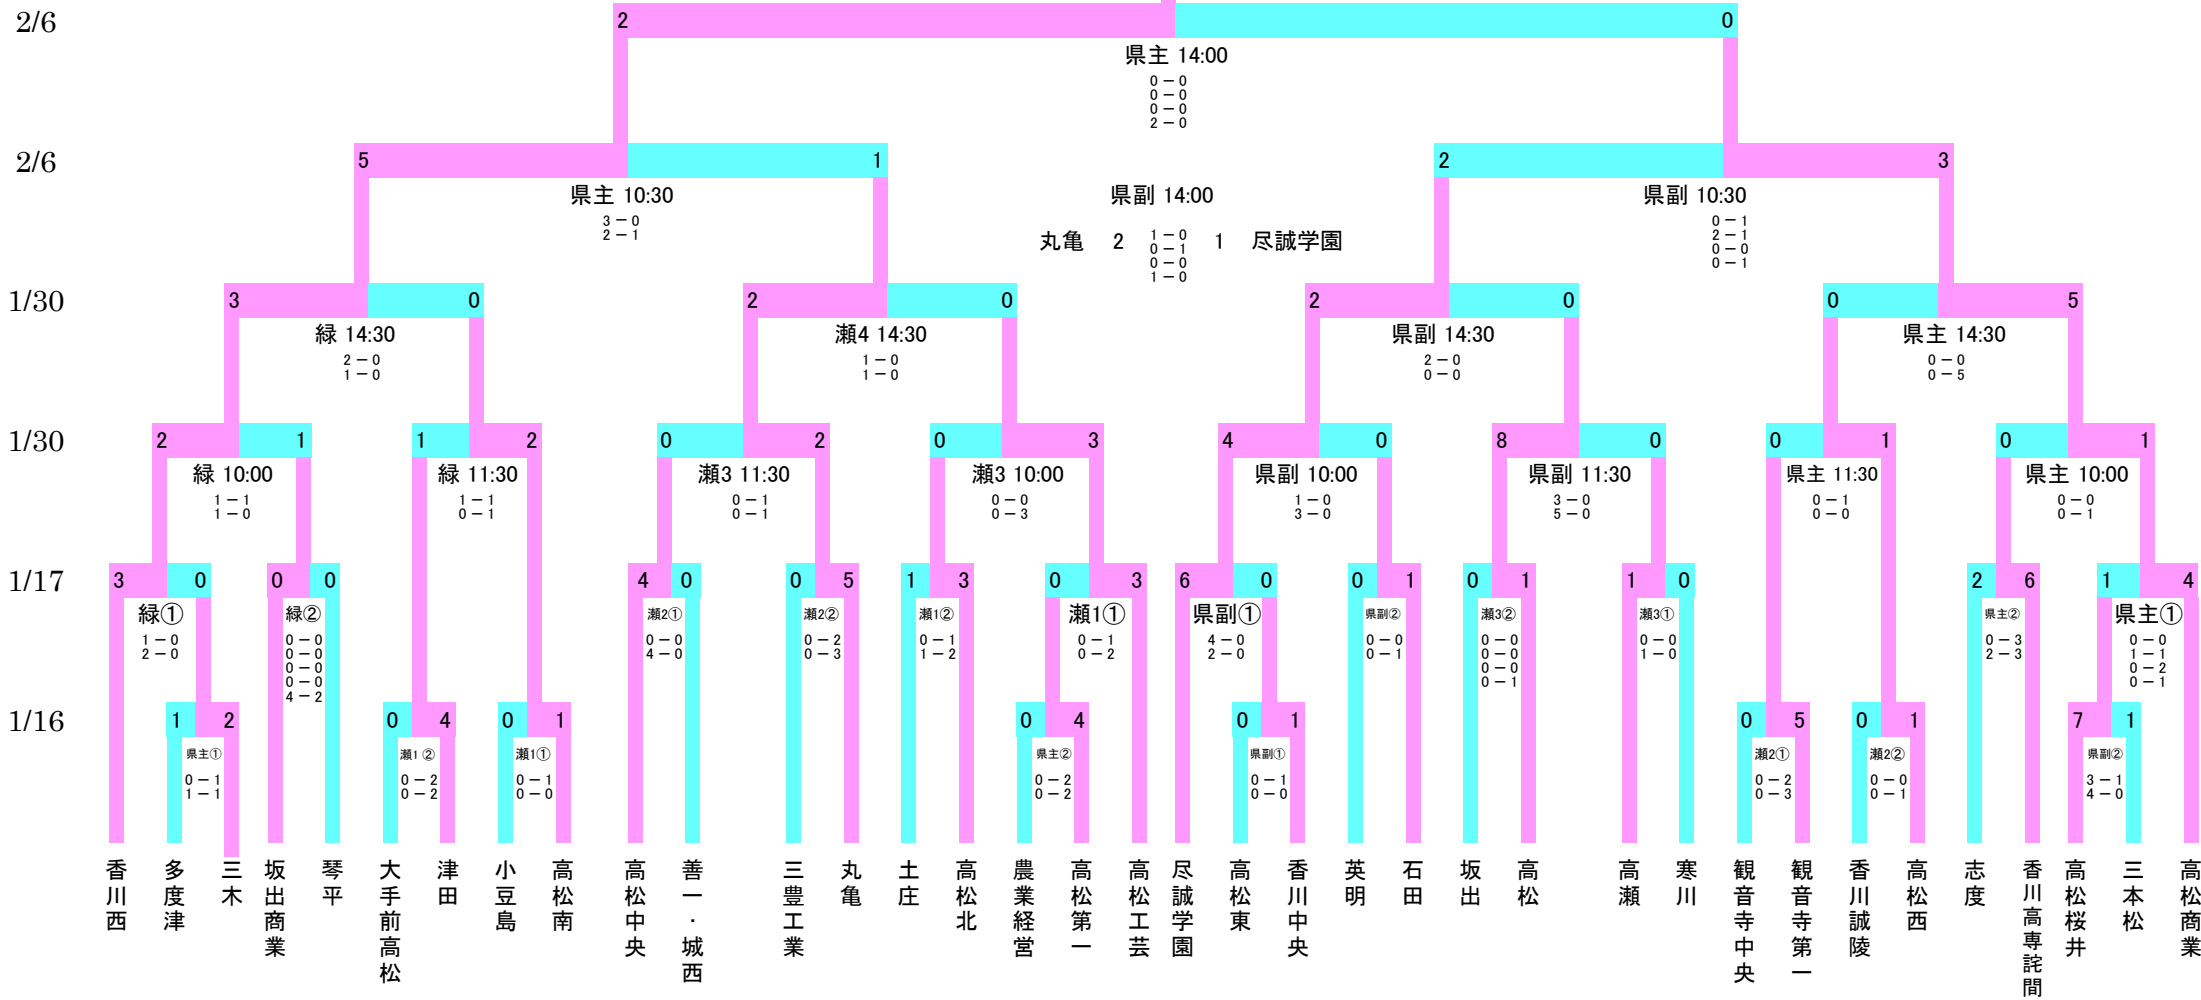 2/6
2 0
県主 14:00
0－0
0－0
0－0
2－0
2/6
5 1 2 3
県主 10:30
3－0
2－1
県副 14:00
丸亀 2 1 尽誠学園
1－0
0－1
0－0
1－0
県副 10:30
0－1
2－1
0－0
0－1
1/30
3 0 2 0 2 0 0 5
緑 14:30
2－0
1－0
瀬4 14:30
1－0
1－0
県副 14:30
2－0
0－0
県主 14:30
0－0
0－5
1/30
2 1 1 2 0 2 0 3 4 0 8 0 0 1 0 1
緑 10:00
1－1
1－0
緑 11:30
1－1
0－1
瀬3 11:30
0－1
0－1
瀬3 10:00
0－0
0－3
県副 10:00
1－0
3－0
県副 11:30
3－0
5－0
県主 11:30
0－1
0－0
県主 10:00
0－0
0－1
1/17
3 0 0 0 4 0 0 5 1 3 0 3 6 0 0 1 0 1 1 0 2 6 1 4
緑①
1－0
2－0
緑②
0－0
0－0
0－0
0－0
4－2
瀬2①
0－0
4－0
瀬2②
0－2
0－3
瀬1②
0－1
1－2
瀬1①
0－1
0－2
県副①
4－0
2－0
県副②
0－0
0－1
瀬3②
0－0
0－0
0－0
0－1
瀬3①
0－0
1－0
県主②
0－3
2－3
県主①
0－0
1－1
0－2
0－1
1/16
1 2 0 4 0 1 0 4 0 1 0 5 0 1 7 1
県主①
0－1
1－1
瀬1 ②
0－2
0－2
瀬1①
0－1
0－0
県主②
0－2
0－2
県副①
0－1
0－0
瀬2①
0－2
0－3
瀬2②
0－0
0－1
県副②
3－1
4－0
香川西
多度津
三木
坂出商業
琴平
大手前高松
津田
小豆島
高松南
高松中央
善一・城西
三豊工業
丸亀
土庄
高松北
農業経営
高松第一
高松工芸
尽誠学園
高松東
香川中央
英明
石田
坂出
高松
高瀬
寒川
観音寺中央
観音寺第一
香川誠陵
高松西
志度
香川高専詫間
高松桜井
三本松
高松商業